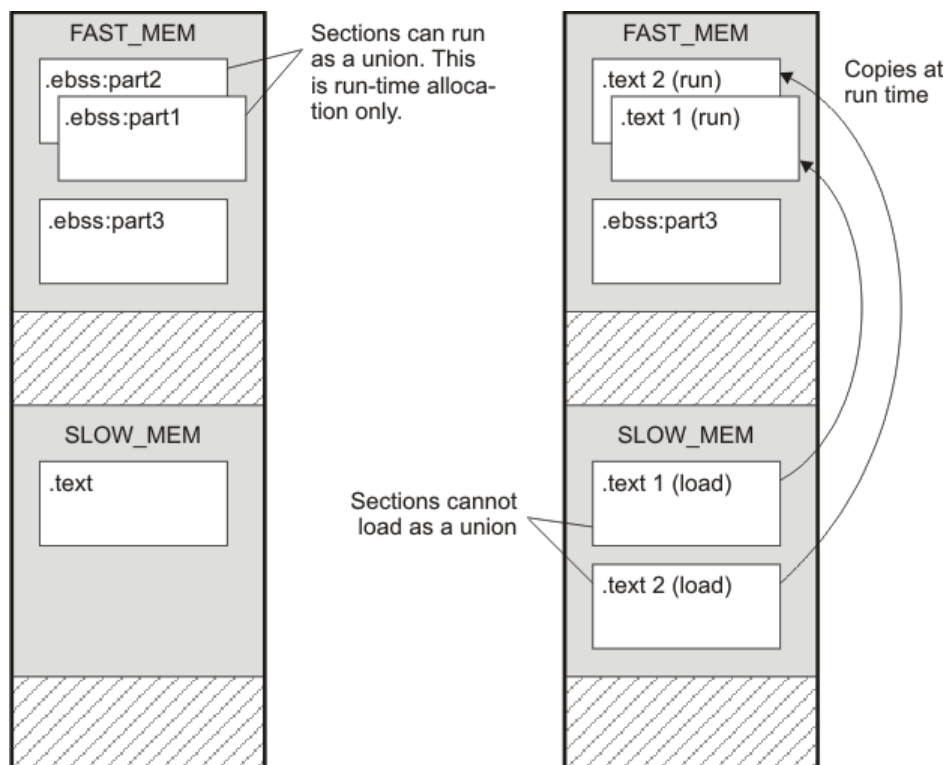 FAST_MEM
.ebss:part2
.ebss:part1
.ebss:part3
Sections can run
as a union. This
is run-time alloca-
tion only.
SLOW_MEM
.text
FAST_MEM
.text 2 (run)
.text 1 (run)
.ebss:part3
Copies at
run time
SLOW_MEM
.text 1 (load)
.text 2 (load)
Sections cannot
load as a union